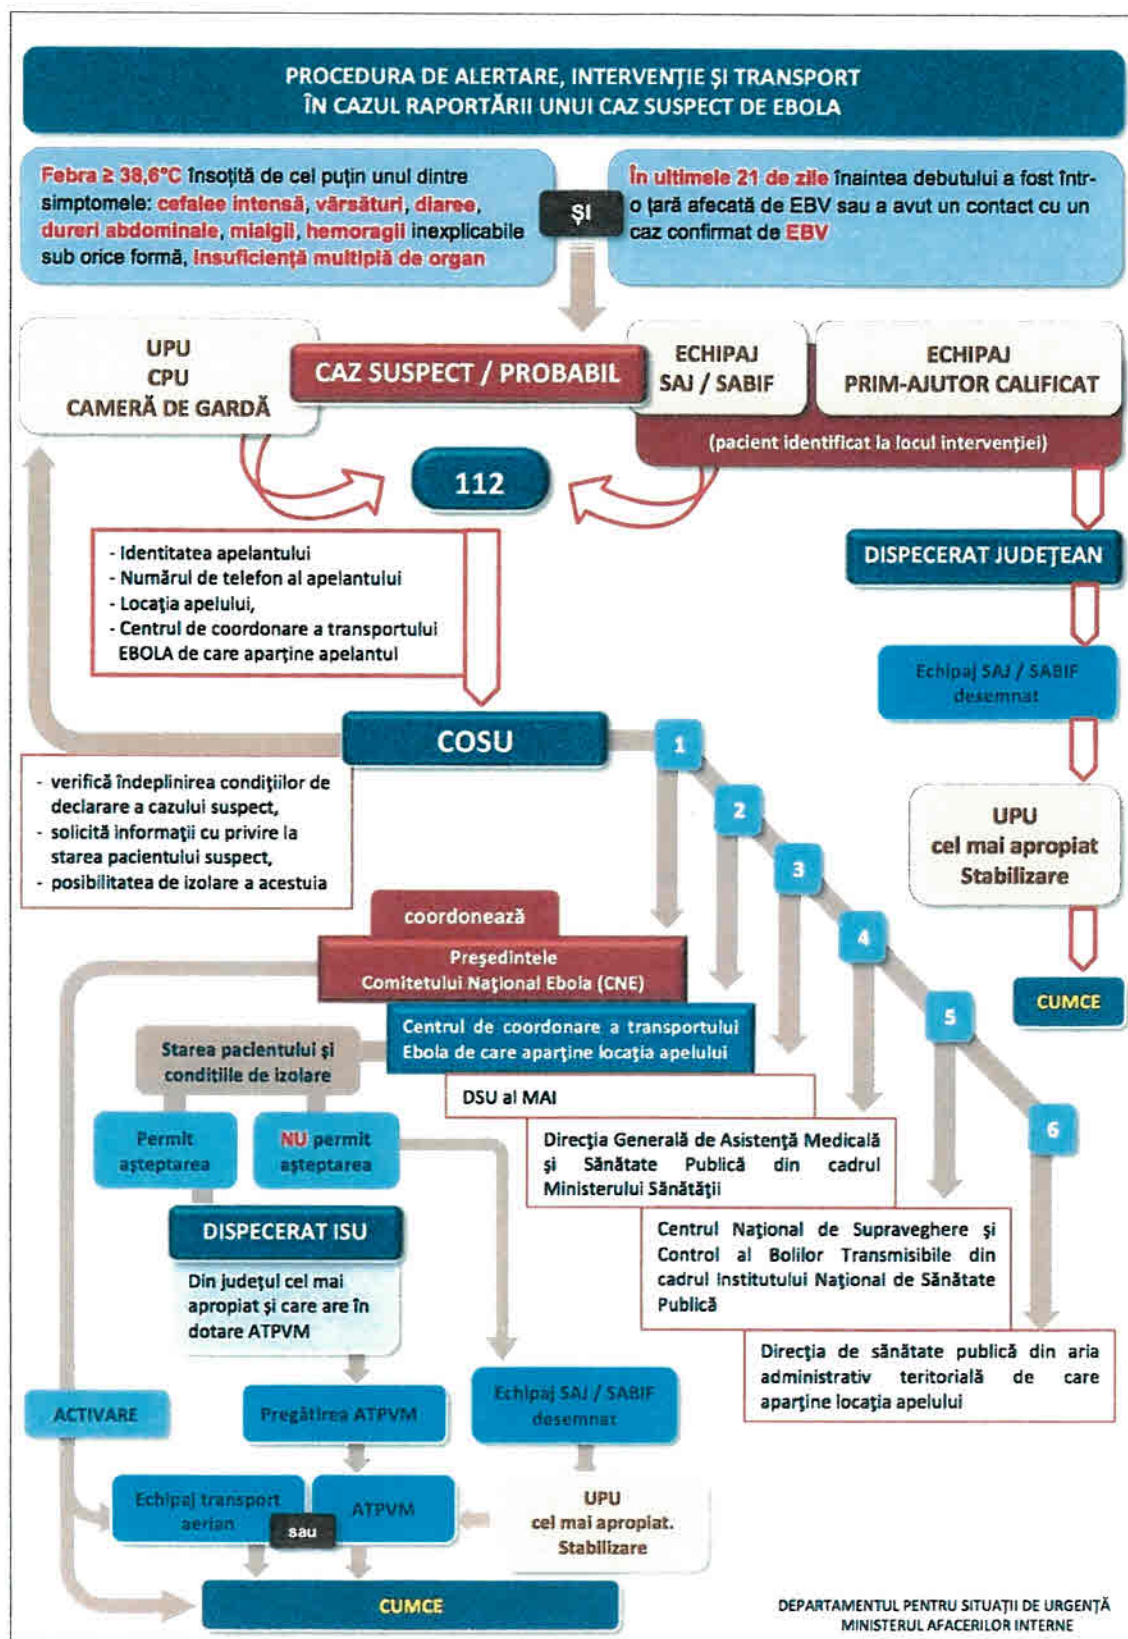 PROCEDURA DE ALERTARE, INTERVENȚIE ȘI TRANSPORT
ÎN CAZUL RAPORTĂRII UNUI CAZ SUSPECT DE EBOLA
Febra ≥ 38,6°C însoțită de cel puțin unul dintre
simptomele: cefalee intensă, vărsături, diaree,
dureri abdominale, mialgii, hemoragii inexplicabile
sub orice formă, insuficiență multiplă de organ
ȘI
În ultimele 21 de zile înaintea debutului a fost într-
o țară afectată de EBV sau a avut un contact cu un
caz confirmat de EBV
UPU
CPU
CAMERĂ DE GARDĂ
CAZ SUSPECT / PROBABIL
ECHIPAJ
SAJ / SABIF
ECHIPAJ
PRIM-AJUTOR CALIFICAT
(pacient identificat la locul intervenției)
112
- Identitatea apelantului
- Numărul de telefon al apelantului
- Locația apelului,
- Centrul de coordonare a transportului
EBOLA de care aparține apelantul
DISPECERAT JUDEȚEAN
Echipaj SAJ / SABIF
desemnat
UPU
cel mai apropiat
Stabilizare
CUMCE
COSU
- verifică îndeplinirea condițiilor de
declarare a cazului suspect,
- solicită informații cu privire la
starea pacientului suspect,
- posibilitatea de izolare a acestuia
1
2
3
4
5
6
coordonează
Președintele
Comitetului Național Ebola (CNE)
Centrul de coordonare a transportului
Ebola de care aparține locația apelului
DSU al MAI
Direcția Generală de Asistență Medicală
și Sănătate Publică din cadrul
Ministerului Sănătății
Centrul Național de Supraveghere și
Control al Bolilor Transmisibile din
cadrul Institutului Național de Sănătate
Publică
Direcția de sănătate publică din aria
administrativ teritorială de care
aparține locația apelului
Starea pacientului și
conditiile de izolare
Permit
așteptarea
NU permit
așteptarea
DISPECERAT ISU
Din județul cel mai
apropiat și care are în
dotare ATPVM
ACTIVARE
Pregătirea ATPVM
Echipaj SAJ / SABIF
desemnat
Echipaj transport
aerian
sau
ATPVM
UPU
cel mai apropiat.
Stabilizare
CUMCE
DEPARTAMENTUL PENTRU SITUAȚII DE URGENȚĂ
MINISTERUL AFACERILOR INTERNE